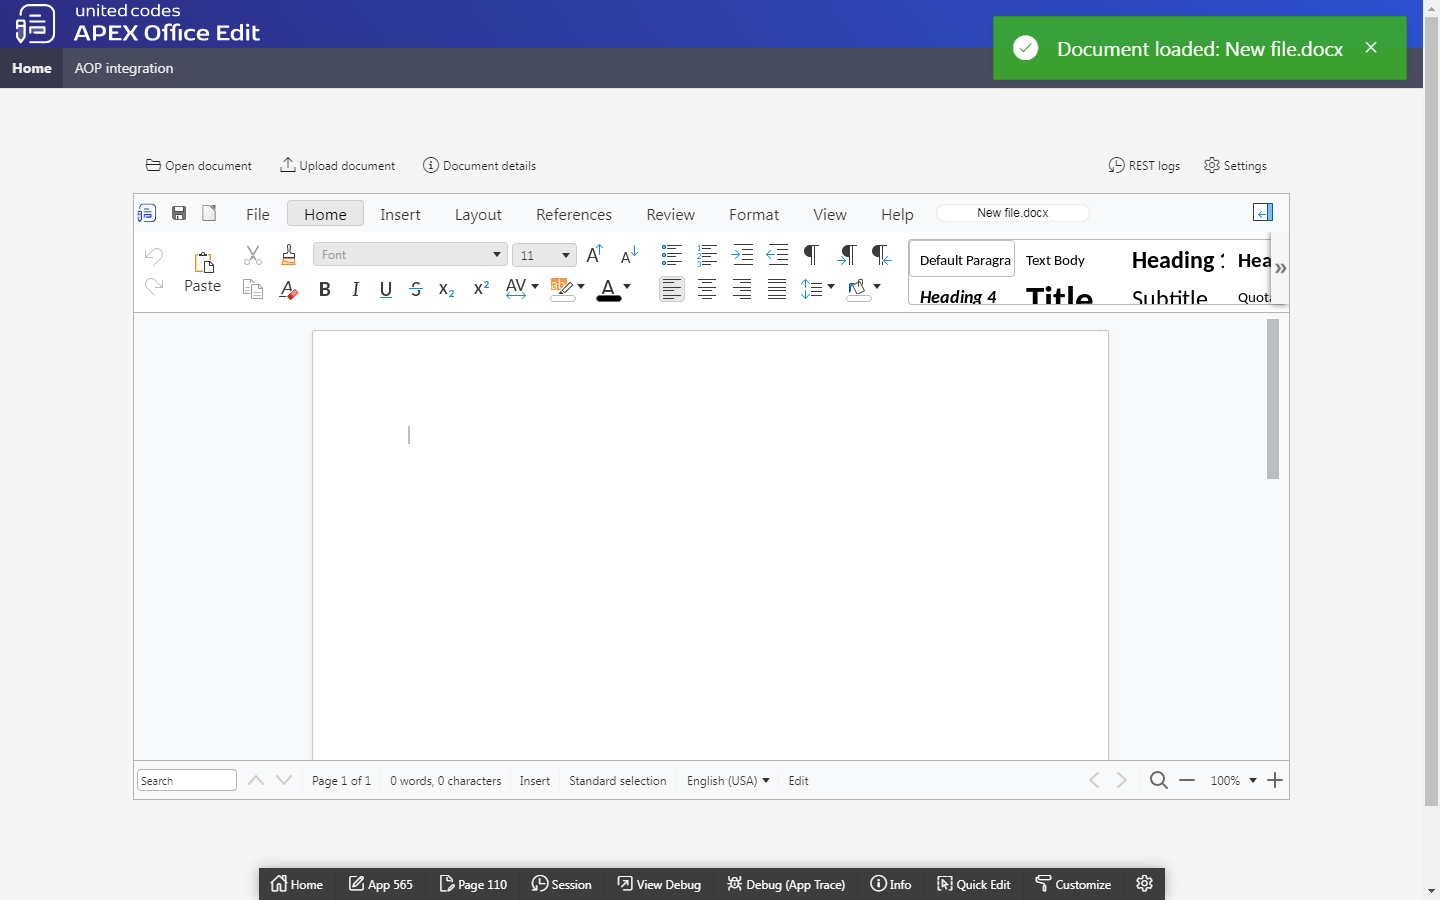 united codes
APEX Office Edit
Document loaded: New file.docx
Home
AOP integration
Open document
Upload document
Document details
REST logs
Settings
File
Home
Insert
Layout
References
Review
Format
View
Help
New file.docx
Paste
Font
11
Default Paragra
Text Body
Heading 1
Hea
Heading 4
Title
Subtitle
Quota
Search
Page 1 of 1
0 words, 0 characters
Insert
Standard selection
English (USA)
Edit
100%
Home
App 565
Page 110
Session
View Debug
Debug (App Trace)
Info
Quick Edit
Customize